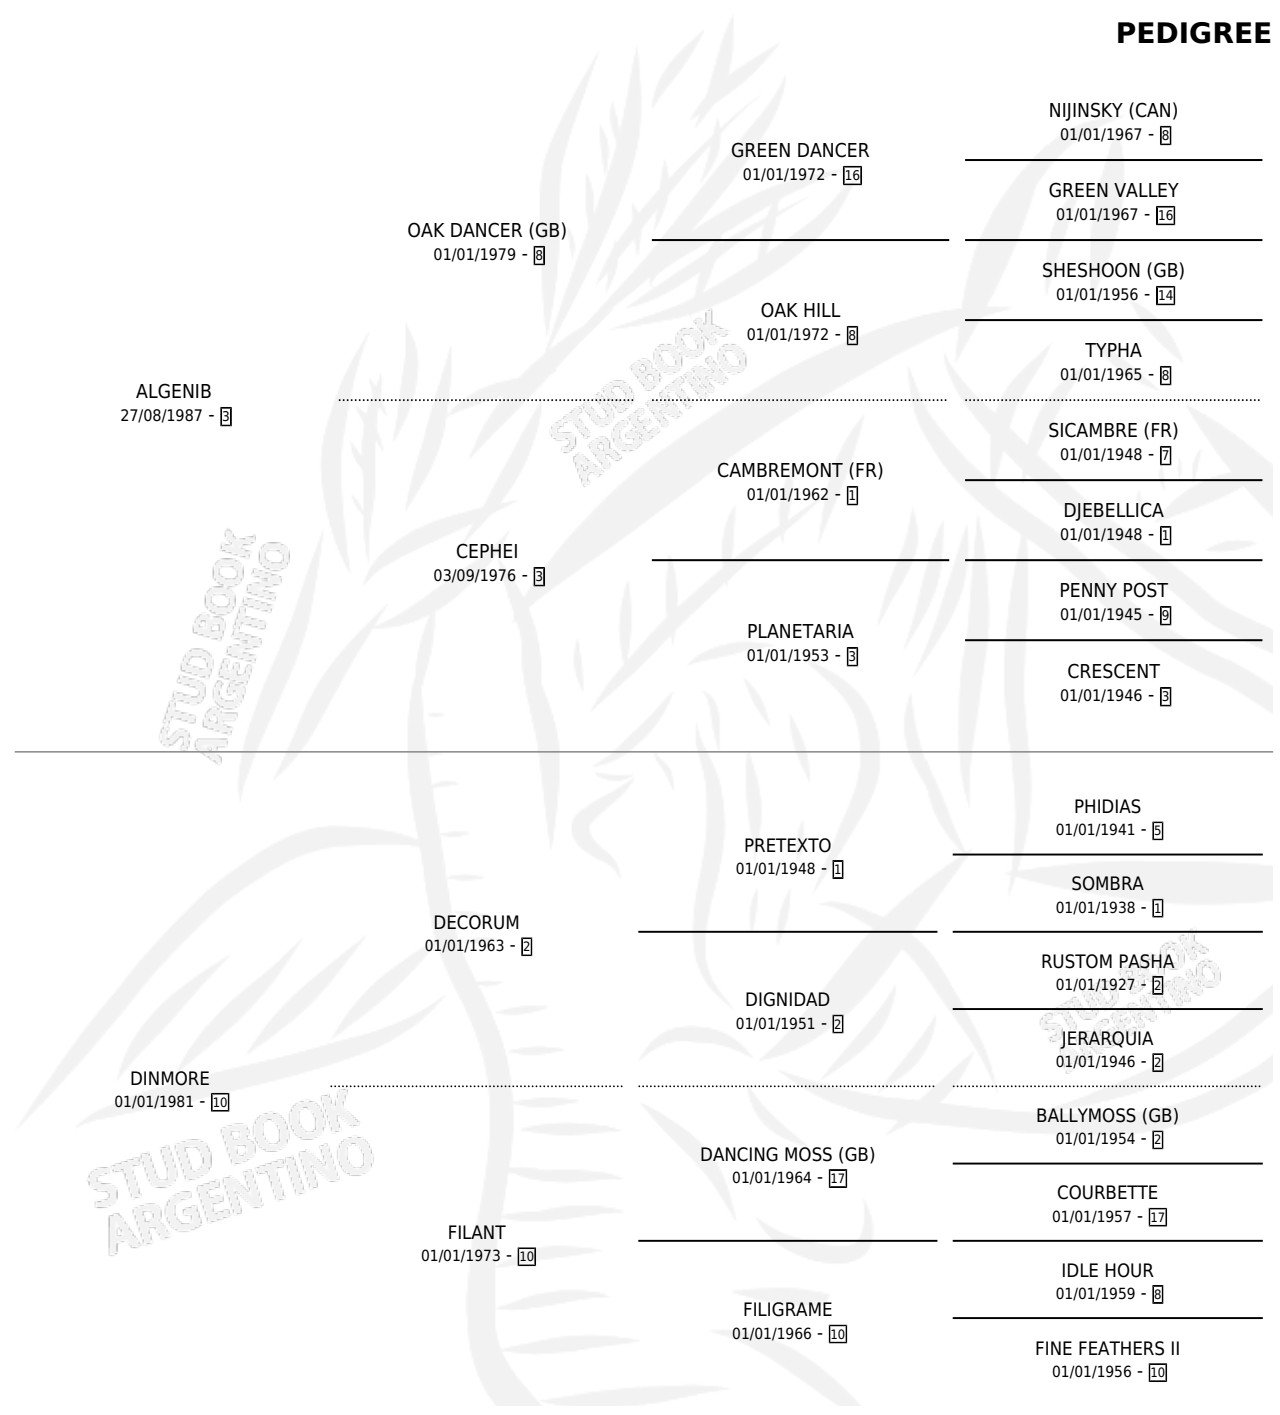 PEDIGREE
NIJINSKY (CAN)
01/01/1967 - 8
GREEN DANCER
01/01/1972 - 16
GREEN VALLEY
01/01/1967 - 16
OAK DANCER (GB)
01/01/1979 - 8
SHESHOON (GB)
01/01/1956 - 14
OAK HILL
01/01/1972 - 8
TYPHA
01/01/1965 - 8
ALGENIB
27/08/1987 - 3
SICAMBRE (FR)
01/01/1948 - 7
CAMBREMONT (FR)
01/01/1962 - 1
DJEBELLICA
01/01/1948 - 1
CEPHEI
03/09/1976 - 3
PENNY POST
01/01/1945 - 9
PLANETARIA
01/01/1953 - 3
CRESCENT
01/01/1946 - 3
PHIDIAS
01/01/1941 - 5
PRETEXTO
01/01/1948 - 1
SOMBRA
01/01/1938 - 1
DECORUM
01/01/1963 - 2
RUSTOM PASHA
01/01/1927 - 2
DIGNIDAD
01/01/1951 - 2
JERARQUIA
01/01/1946 - 2
DINMORE
01/01/1981 - 10
BALLYMOSS (GB)
01/01/1954 - 2
DANCING MOSS (GB)
01/01/1964 - 17
COURBETTE
01/01/1957 - 17
FILANT
01/01/1973 - 10
IDLE HOUR
01/01/1959 - 8
FILIGRAME
01/01/1966 - 10
FINE FEATHERS II
01/01/1956 - 10
STUD BOOK
ARGENTINO
STUD BOOK
ARGENTINO
STUD BOOK
ARGENTINO
STUD BOOK
ARGENTINO